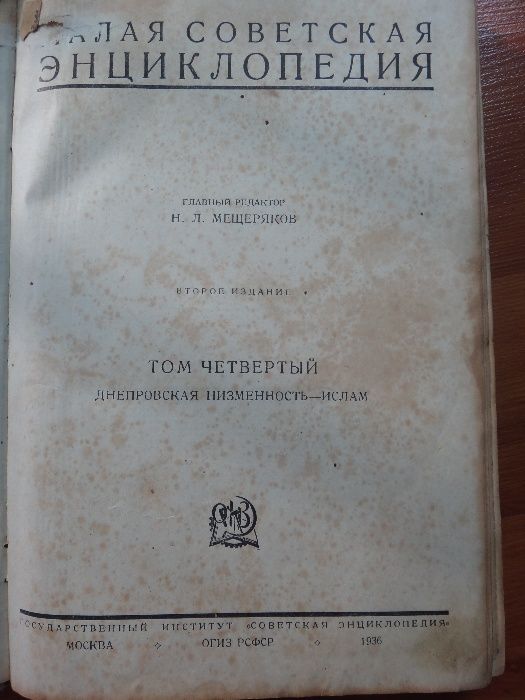 МАЛАЯ СОВЕТСКАЯ
ЭНЦИКЛОПЕДИЯ
ГЛАВНЫЙ РЕДАКТОР
Н. Л. МЕЩЕРЯКОВ
ВТОРОЕ ИЗДАНИЕ
ТОМ ЧЕТВЕРТЫЙ
ДНЕПРОВСКАЯ НИЗМЕННОСТЬ—ИСЛАМ
ГОСУДАРСТВЕННЫЙ ИНСТИТУТ «СОВЕТСКАЯ ЭНЦИКЛОПЕДИЯ»
МОСКВА ◇ ОГИЗ РСФСР ◇ 1936